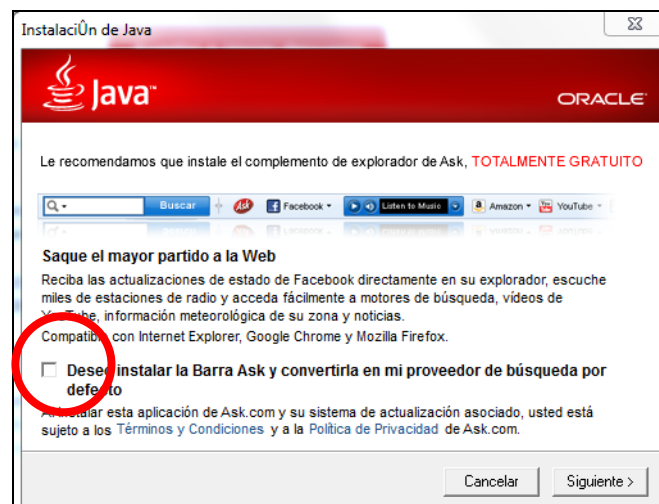 InstalaciÛn de Java
Java™
ORACLE
Le recomendamos que instale el complemento de explorador de Ask, TOTALMENTE GRATUITO
Buscar Ask Facebook Listen to Music Amazon YouTube
Saque el mayor partido a la Web
Reciba las actualizaciones de estado de Facebook directamente en su explorador, escuche
miles de estaciones de radio y acceda fácilmente a motores de búsqueda, vídeos de
YouTube, información meteorológica de su zona y noticias.
Compatible con Internet Explorer, Google Chrome y Mozilla Firefox.
Deseo instalar la Barra Ask y convertirla en mi proveedor de búsqueda por
defecto
Al instalar esta aplicación de Ask.com y su sistema de actualización asociado, usted está
sujeto a los Términos y Condiciones y a la Política de Privacidad de Ask.com.
Cancelar Siguiente >